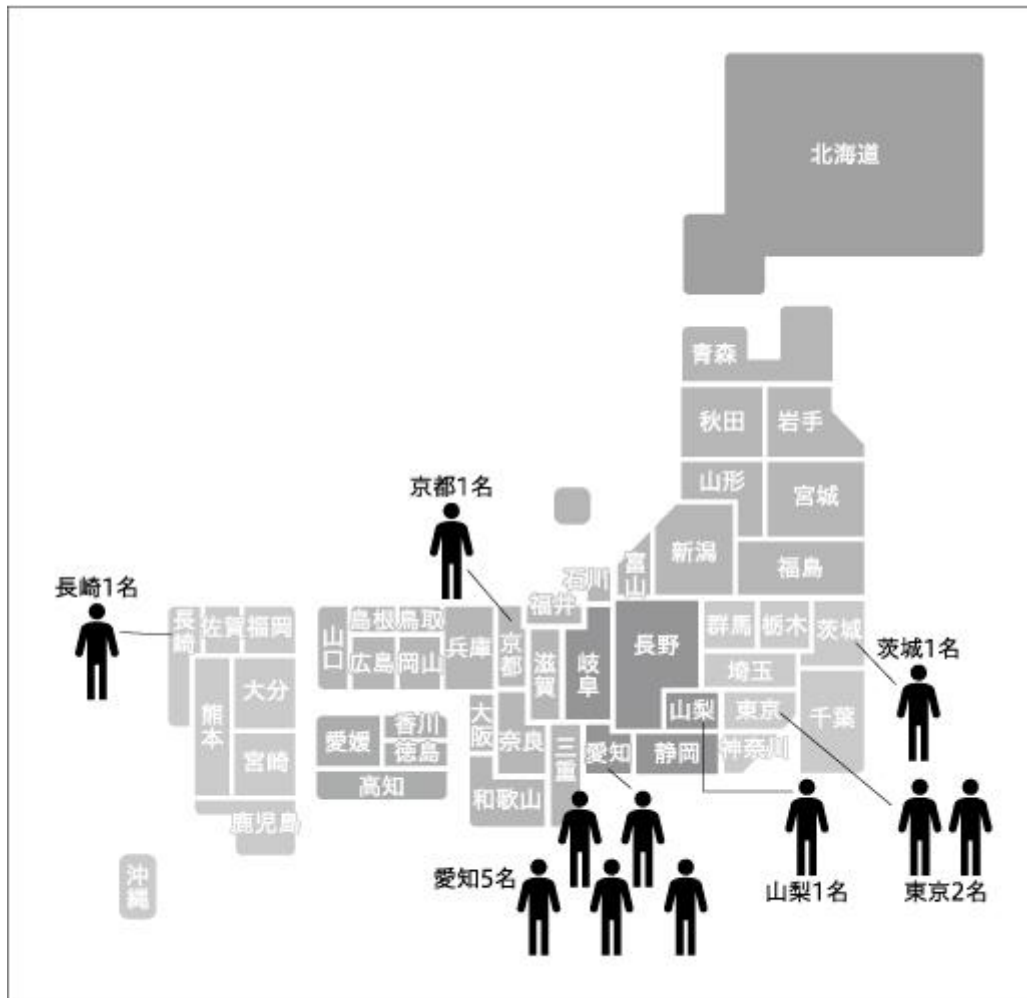 北海道
青森
秋田
岩手
山形
宮城
京都1名
新潟
富山
石川
福島
福井
長崎1名
長崎
佐賀
福岡
山口
島根
鳥取
兵庫
京都
滋賀
岐阜
長野
群馬
栃木
茨城
茨城1名
広島
岡山
埼玉
大分
熊本
山梨
東京
千葉
愛媛
香川
徳島
大阪
奈良
三重
愛知
静岡
神奈川
宮崎
高知
和歌山
鹿児島
沖縄
愛知5名
山梨1名
東京2名